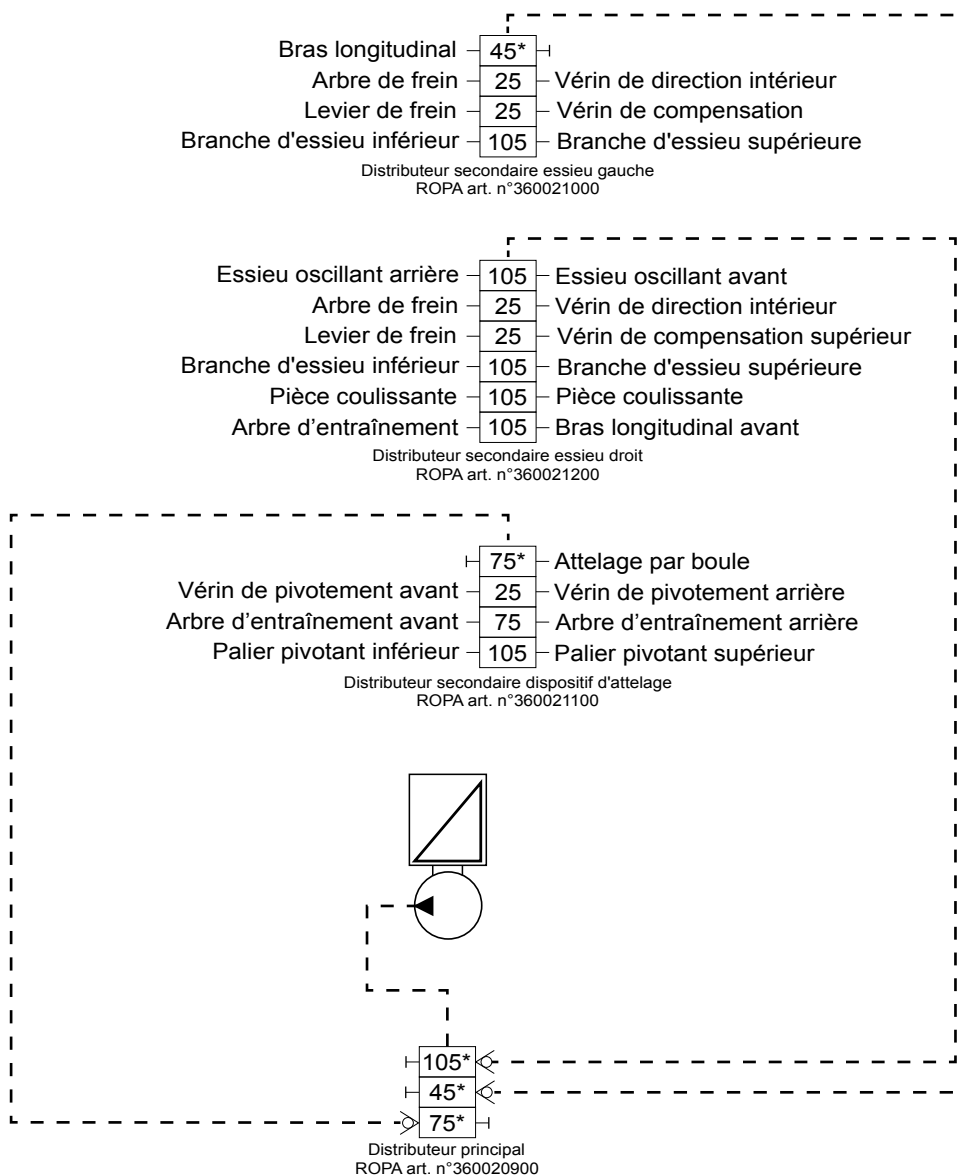 Bras longitudinal 45*
Arbre de frein 25 Vérin de direction intérieur
Levier de frein 25 Vérin de compensation
Branche d'essieu inférieur 105 Branche d'essieu supérieure
Distributeur secondaire essieu gauche
ROPA art. n°360021000
Essieu oscillant arrière 105 Essieu oscillant avant
Arbre de frein 25 Vérin de direction intérieur
Levier de frein 25 Vérin de compensation supérieur
Branche d'essieu inférieur 105 Branche d'essieu supérieure
Pièce coulissante 105 Pièce coulissante
Arbre d’entraînement 105 Bras longitudinal avant
Distributeur secondaire essieu droit
ROPA art. n°360021200
75* Attelage par boule
Vérin de pivotement avant 25 Vérin de pivotement arrière
Arbre d’entraînement avant 75 Arbre d’entraînement arrière
Palier pivotant inférieur 105 Palier pivotant supérieur
Distributeur secondaire dispositif d'attelage
ROPA art. n°360021100
105*
45*
75*
Distributeur principal
ROPA art. n°360020900